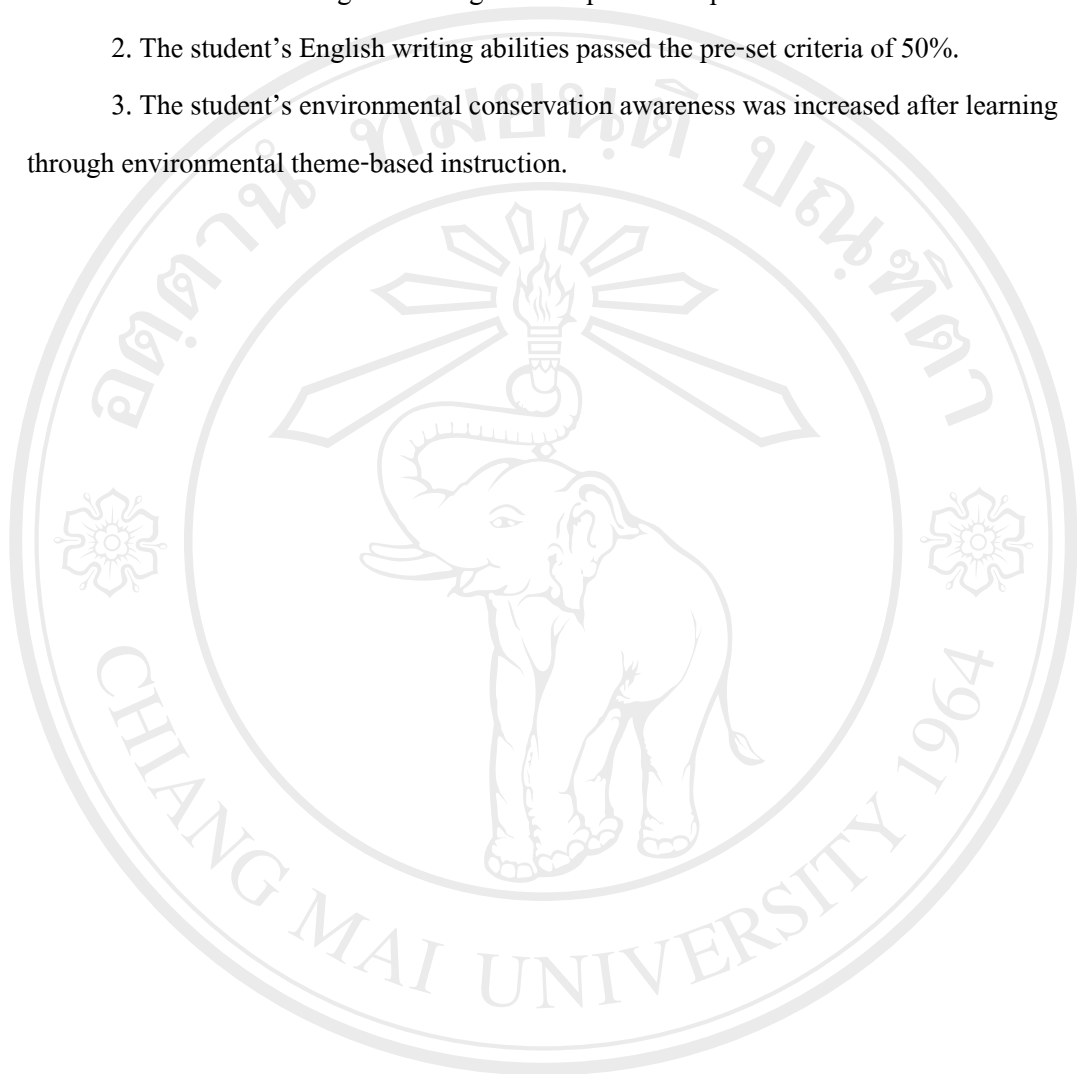 2. The student’s English writing abilities passed the pre-set criteria of 50%.
3. The student’s environmental conservation awareness was increased after learning
through environmental theme-based instruction.
CHIANG MAI UNIVERSITY 1964